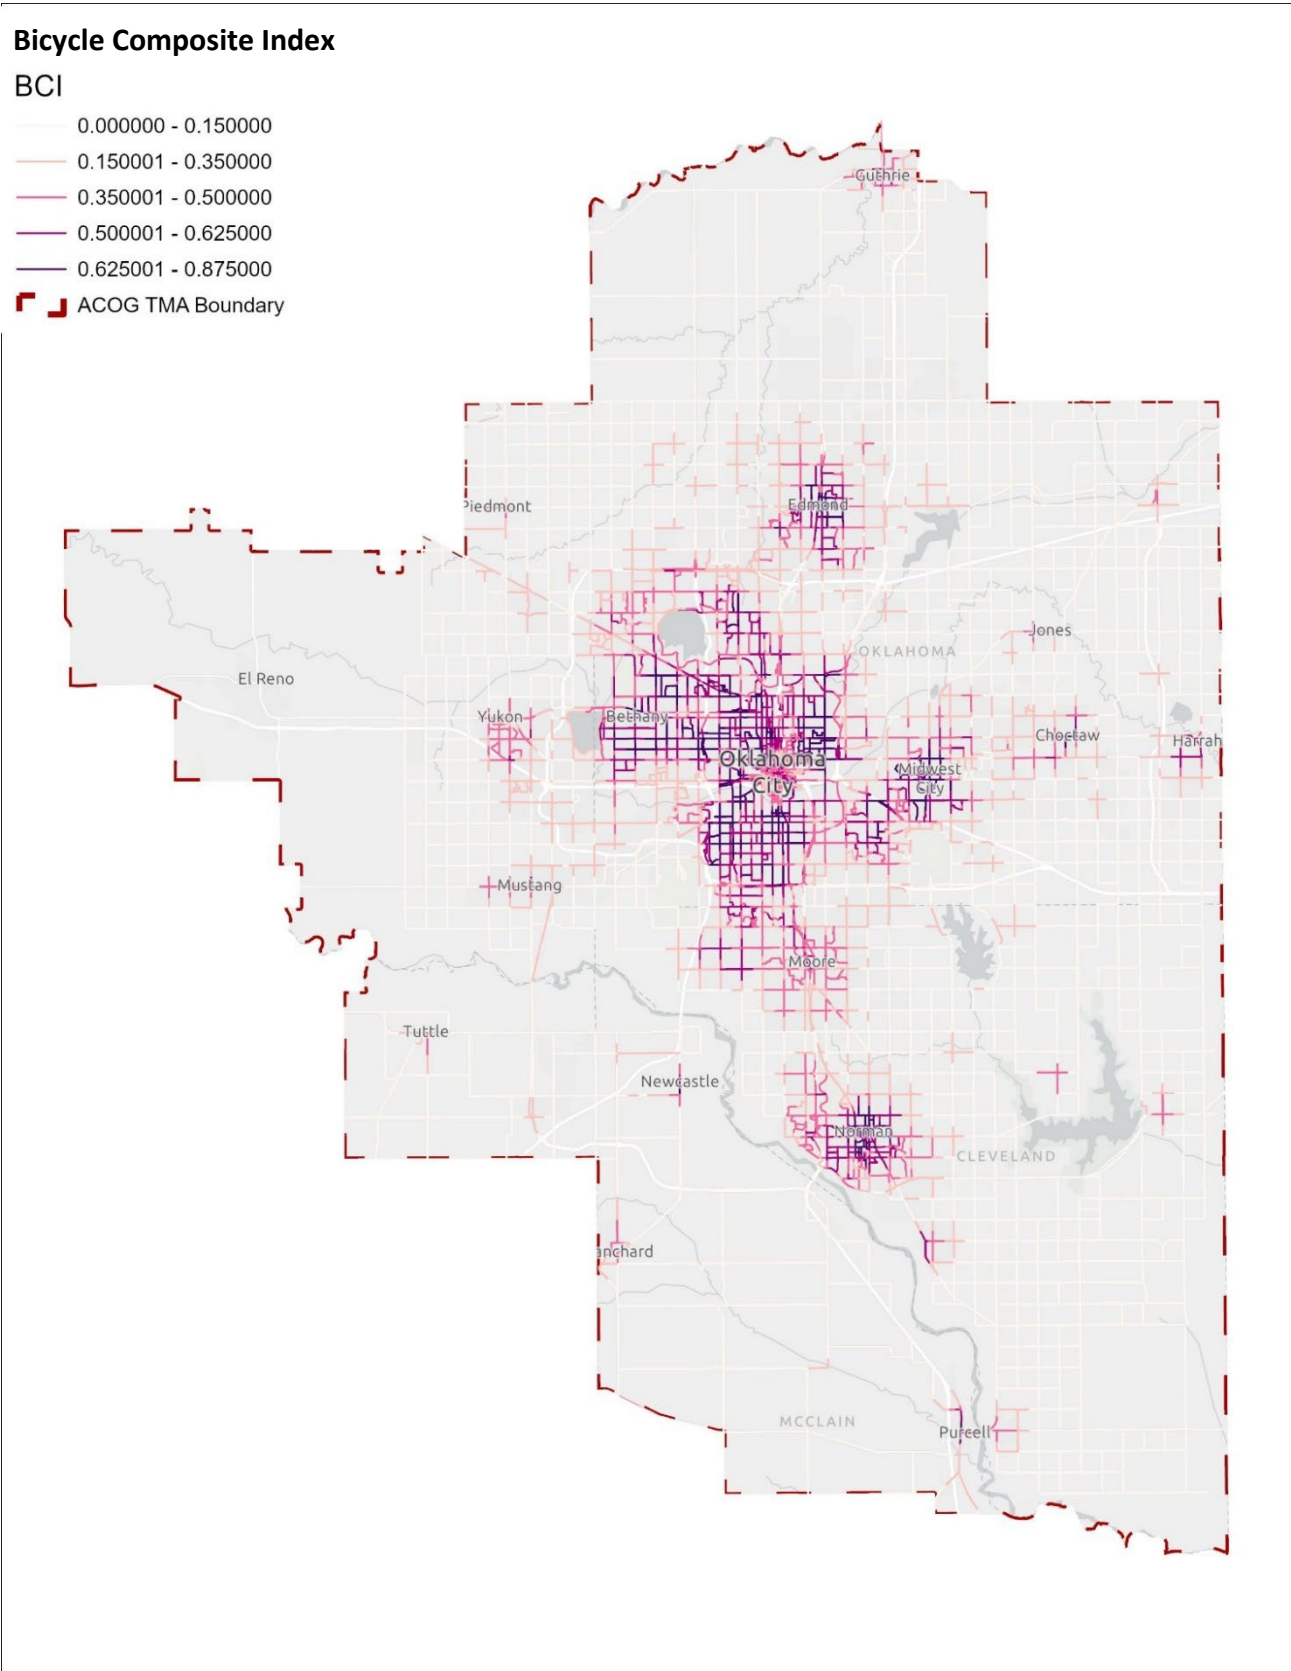 Bicycle Composite Index
BCI
0.000000 - 0.150000
0.150001 - 0.350000
0.350001 - 0.500000
0.500001 - 0.625000
0.625001 - 0.875000
ACOG TMA Boundary
Guthrie
Piedmont
Edmond
Jones
OKLAHOMA
El Reno
Yukon
Bethany
Choctaw
Harrah
Oklahoma
City
Midwest
City
Mustang
Moore
Tuttle
Newcastle
Norman
CLEVELAND
anchard
MCCLAIN
Purcell